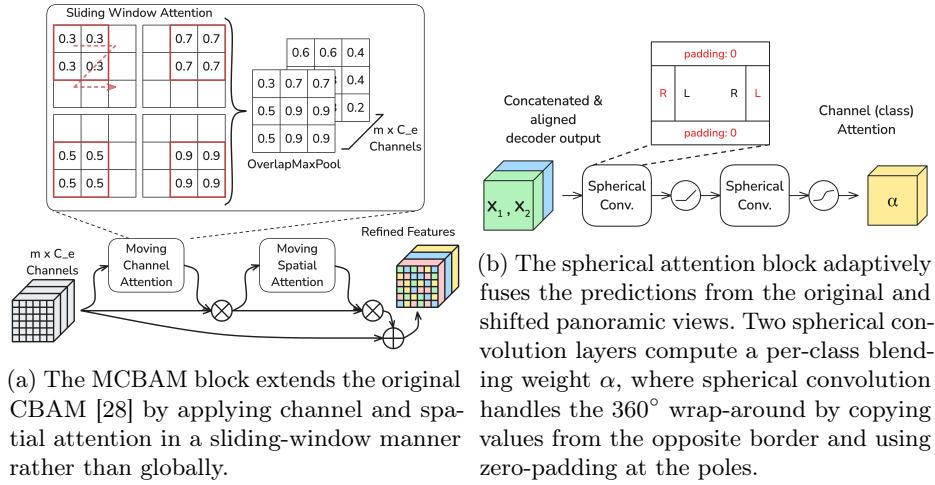 Sliding Window Attention
0.3 0.3
0.3 0.3
0.7 0.7
0.7 0.7
0.5 0.5
0.5 0.5
0.9 0.9
0.9 0.9
0.6 0.6 0.4
0.4
0.2
0.3 0.7 0.7
0.5 0.9 0.9
0.5 0.9 0.9
OverlapMaxPool
m x C_e
Channels
m x C_e
Channels
Moving
Channel
Attention
Moving
Spatial
Attention
Refined Features
(a) The MCBAM block extends the original
CBAM [28] by applying channel and spa-
tial attention in a sliding-window manner
rather than globally.
padding: 0
R L R L
padding: 0
Concatenated &
aligned
decoder output
X1 , X2
Spherical
Conv.
Spherical
Conv.
Channel (class)
Attention
α
(b) The spherical attention block adaptively
fuses the predictions from the original and
shifted panoramic views. Two spherical con-
volution layers compute a per-class blend-
ing weight α, where spherical convolution
handles the 360° wrap-around by copying
values from the opposite border and using
zero-padding at the poles.